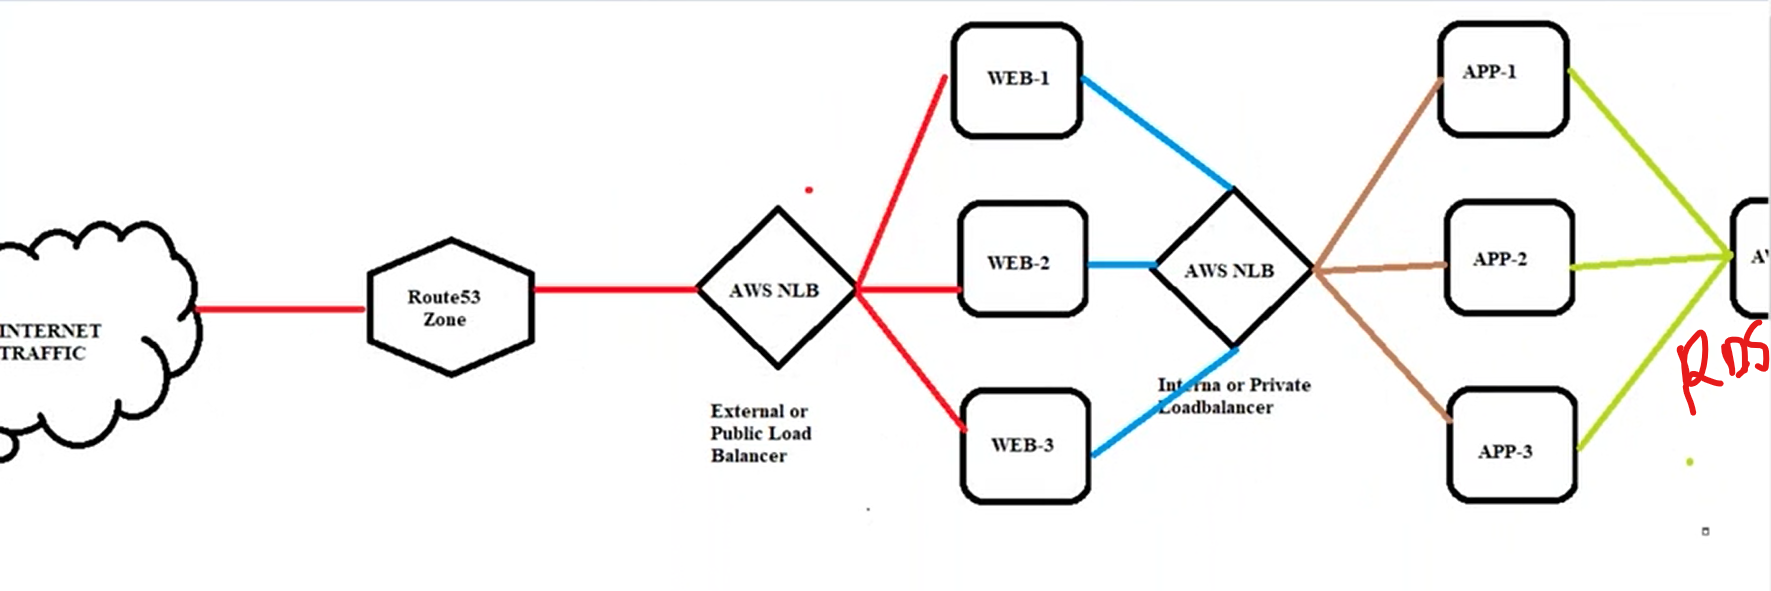 INTERNET
TRAFFIC
Route53
Zone
AWS NLB
External or
Public Load
Balancer
WEB-1
WEB-2
WEB-3
AWS NLB
Interna or Private
Loadbalancer
APP-1
APP-2
APP-3
RDS